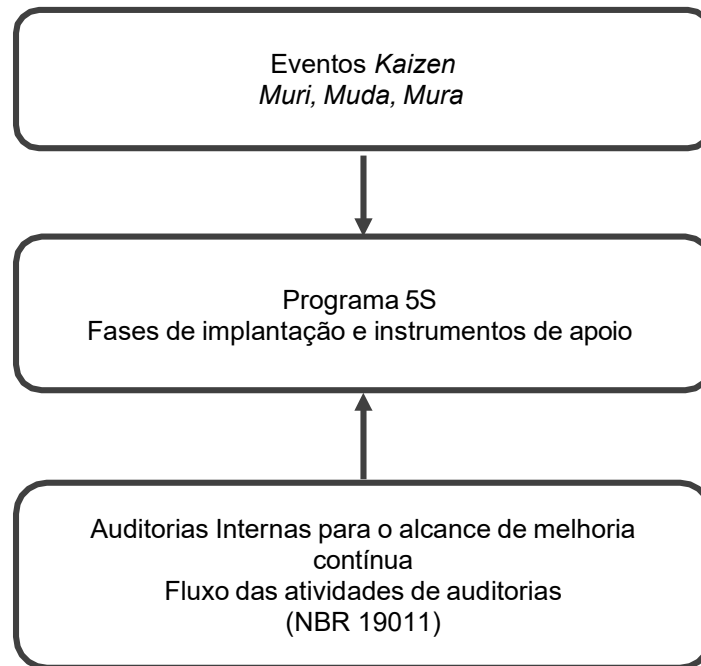 Eventos Kaizen
Muri, Muda, Mura
Programa 5S
Fases de implantação e instrumentos de apoio
Auditorias Internas para o alcance de melhoria
contínua
Fluxo das atividades de auditorias
(NBR 19011)